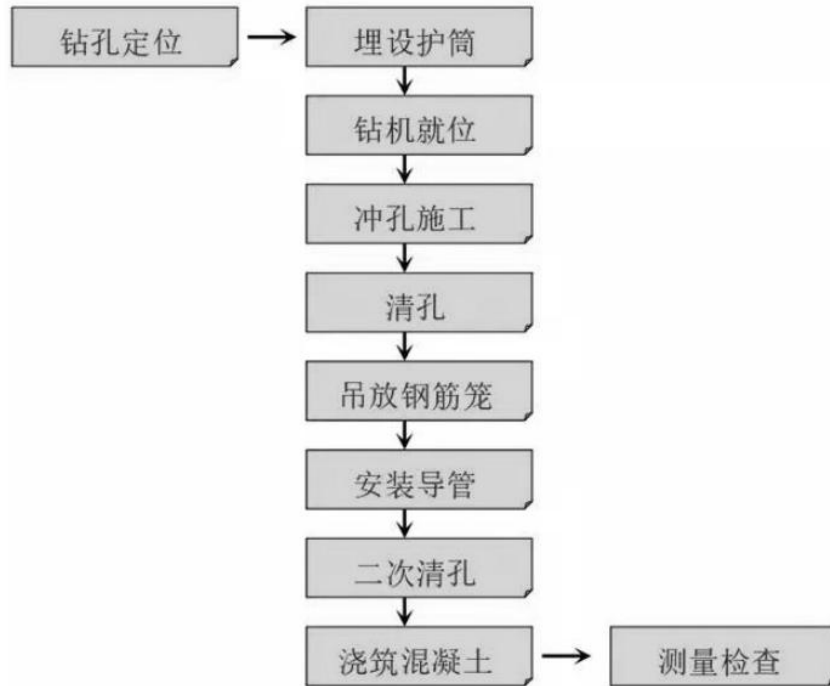 钻孔定位
埋设护筒
钻机就位
冲孔施工
清孔
吊放钢筋笼
安装导管
二次清孔
浇筑混凝土
测量检查